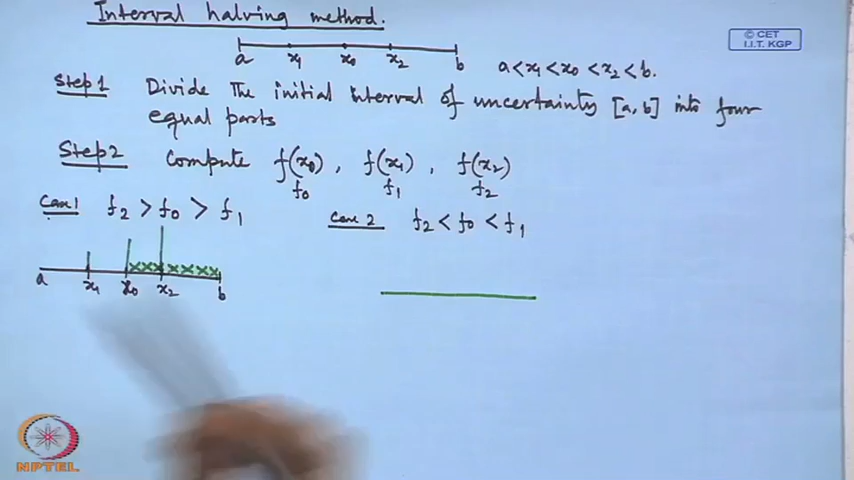 Interval halving method.
© CET
I.I.T. KGP
a x1 x0 x2 b
a < x1 < x0 < x2 < b.
Step 1 Divide The initial interval of uncertainty [a, b] into four
equal parts
Step 2 Compute f(x0) , f(x1) , f(x2)
f0 f1 f2
Case 1 f2 > f0 > f1
Case 2 f2 < f0 < f1
a x1 x0 x2 b
NPTEL